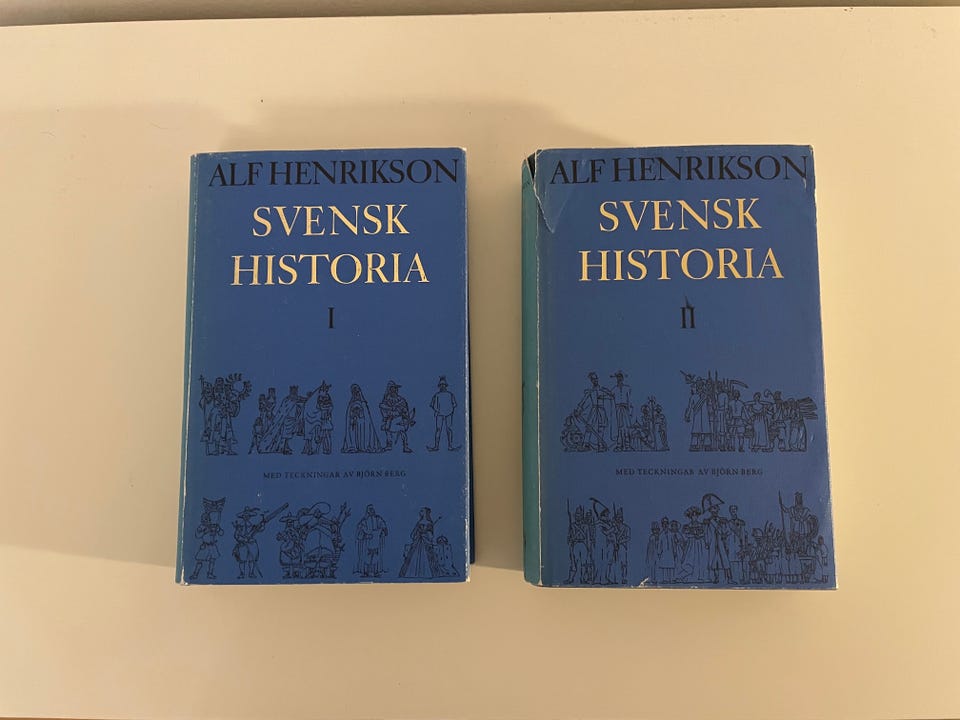 ALF HENRIKSON
SVENSK
HISTORIA
I
MED TECKNINGAR AV BJÖRN BERG
ALF HENRIKSON
SVENSK
HISTORIA
II
MED TECKNINGAR AV BJÖRN BERG